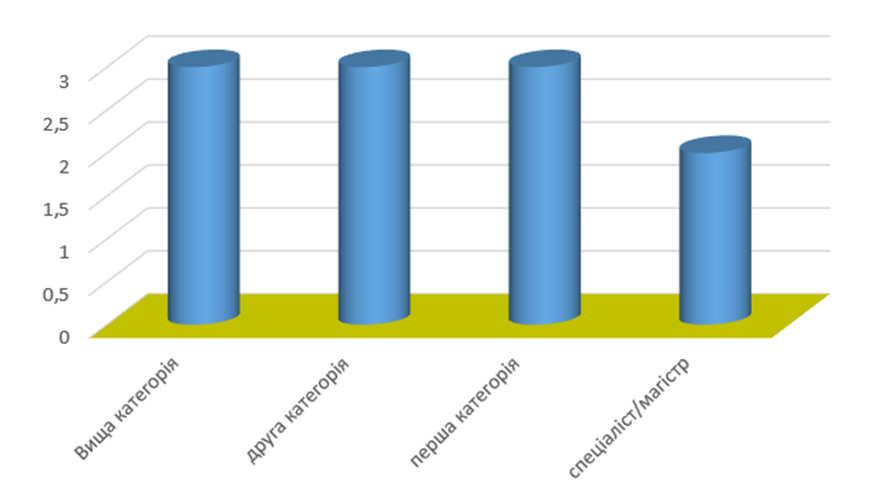 3
2,5
2
1,5
1
0,5
0
Вища категорія
друга категорія
перша категорія
спеціаліст/магістр